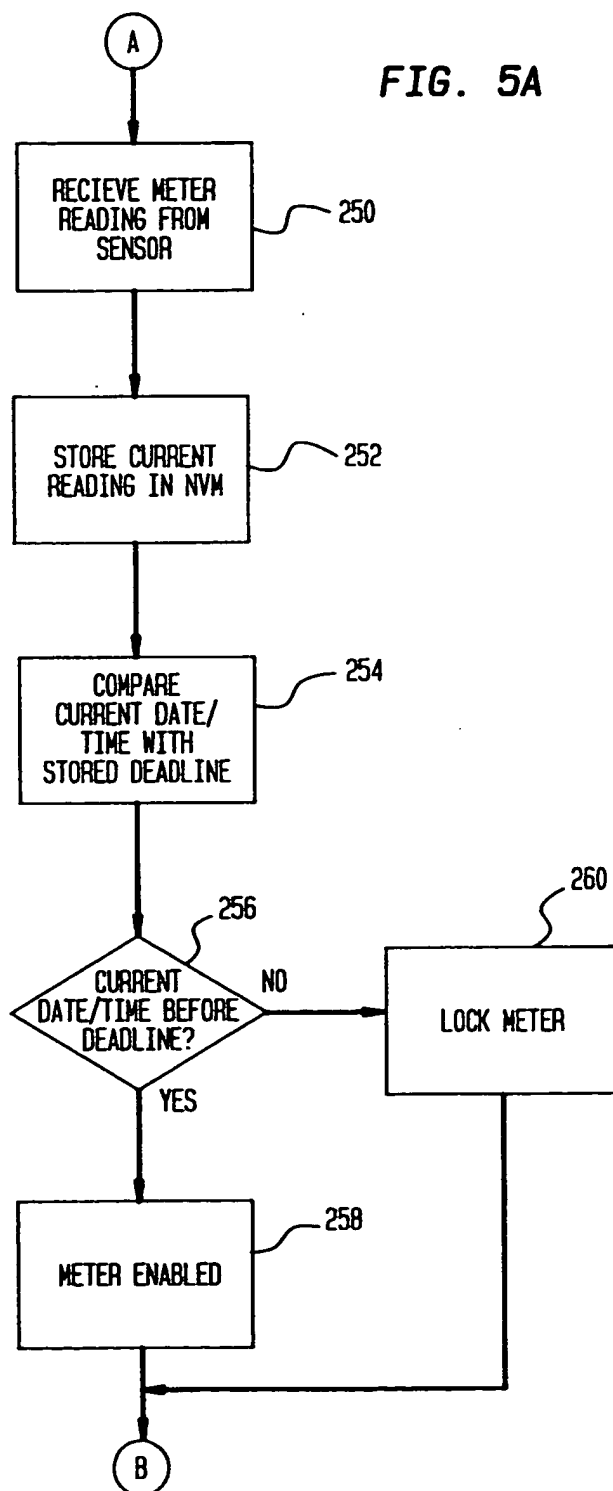 A
FIG. 5A
RECIEVE METER
READING FROM
SENSOR
250
STORE CURRENT
READING IN NVM
252
COMPARE
CURRENT DATE/
TIME WITH
STORED DEADLINE
254
256
CURRENT
DATE/TIME BEFORE
DEADLINE?
NO
YES
260
LOCK METER
METER ENABLED
258
B